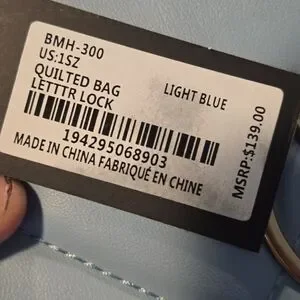 BMH-300
US:1SZ
QUILTED BAG LIGHT BLUE
LETTTR LOCK
194295068903
MADE IN CHINA FABRIQUÉ EN CHINE
MSRP:$139.00